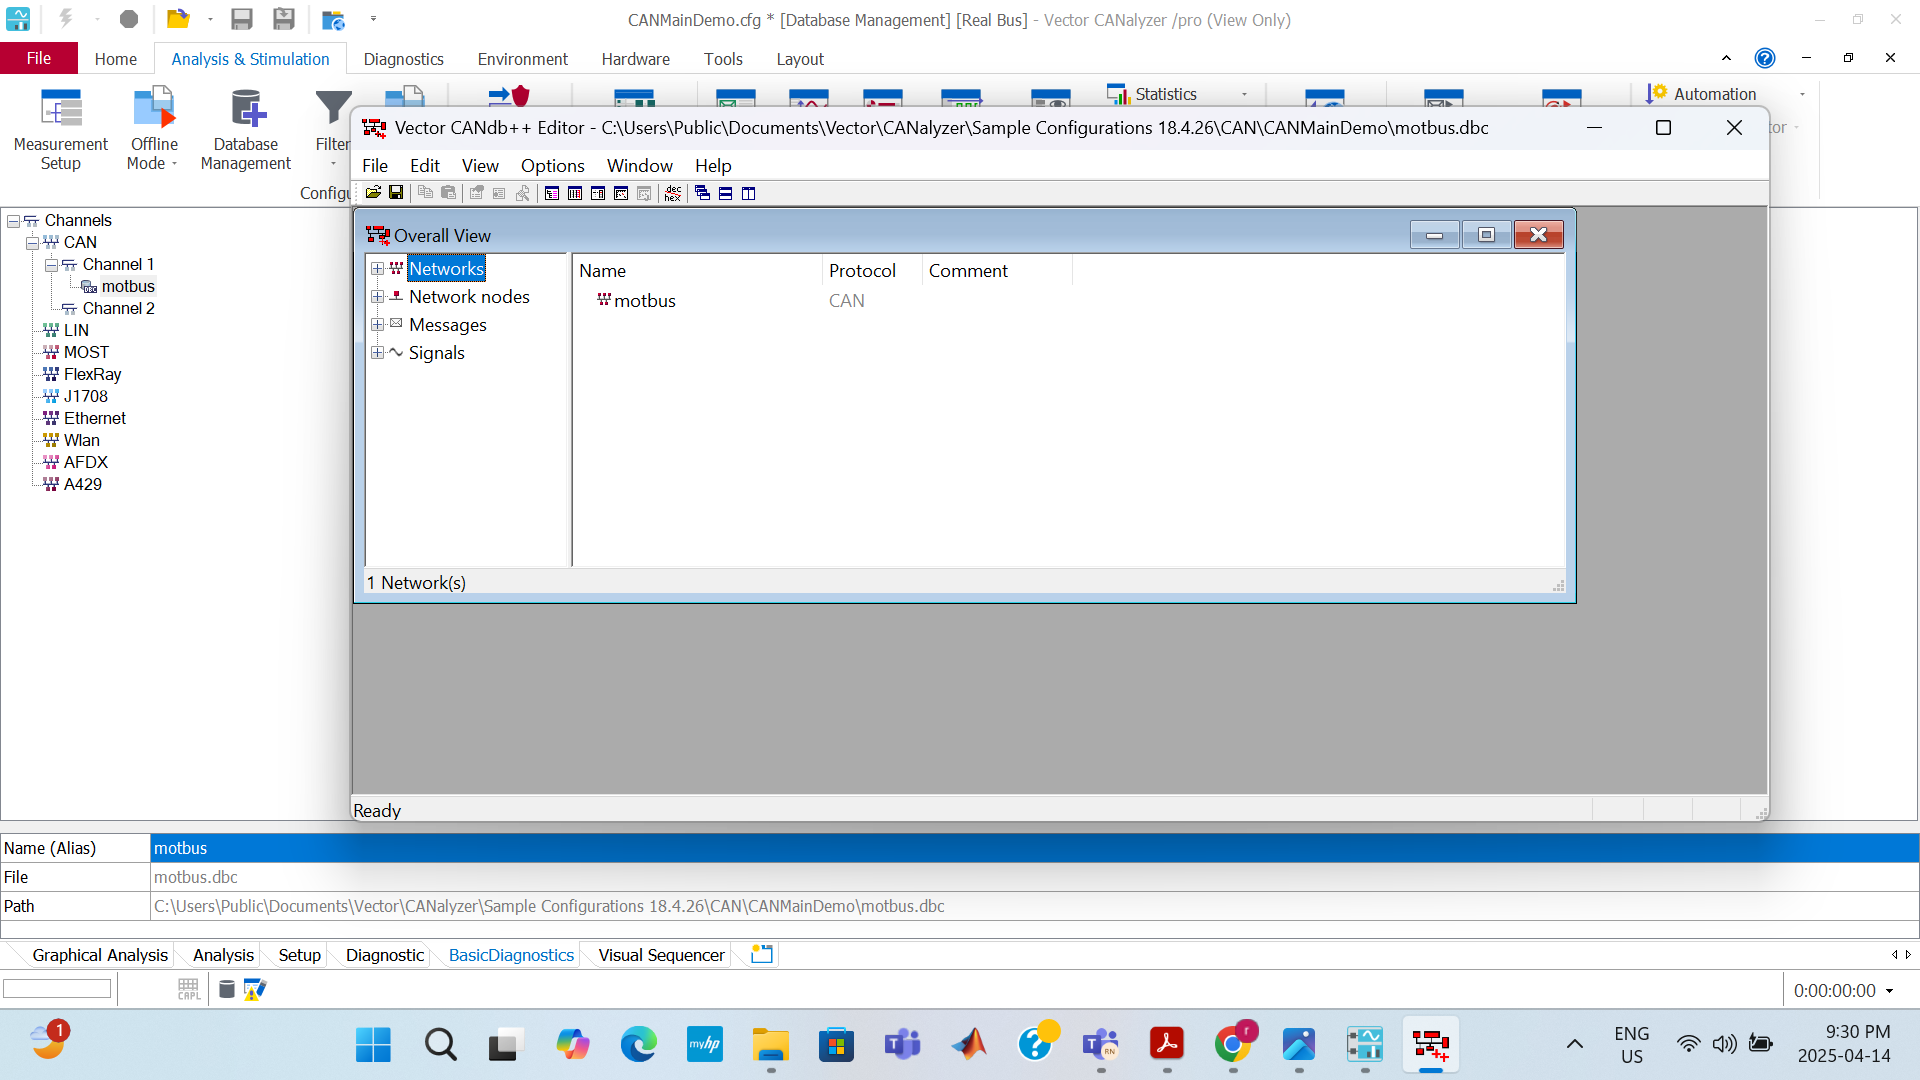 CANMainDemo.cfg * [Database Management] [Real Bus] - Vector CANalyzer /pro (View Only)
File Home Analysis & Stimulation Diagnostics Environment Hardware Tools Layout
Measurement Setup
Offline Mode
Database Management
Filter
Statistics
Automation
tor
Configu
Vector CANdb++ Editor - C:\Users\Public\Documents\Vector\CANalyzer\Sample Configurations 18.4.26\CAN\CANMainDemo\motbus.dbc
File Edit View Options Window Help
dec
hex
Channels
CAN
Channel 1
DBC motbus
Channel 2
LIN
MOST
FlexRay
J1708
Ethernet
Wlan
AFDX
A429
Overall View
Networks
Network nodes
Messages
Signals
Name Protocol Comment
motbus CAN
1 Network(s)
Ready
Name (Alias) motbus
File motbus.dbc
Path C:\Users\Public\Documents\Vector\CANalyzer\Sample Configurations 18.4.26\CAN\CANMainDemo\motbus.dbc
Graphical Analysis Analysis Setup Diagnostic BasicDiagnostics Visual Sequencer
CAPL
0:00:00:00
1
myhp
RN
r
ENG
US
9:30 PM
2025-04-14